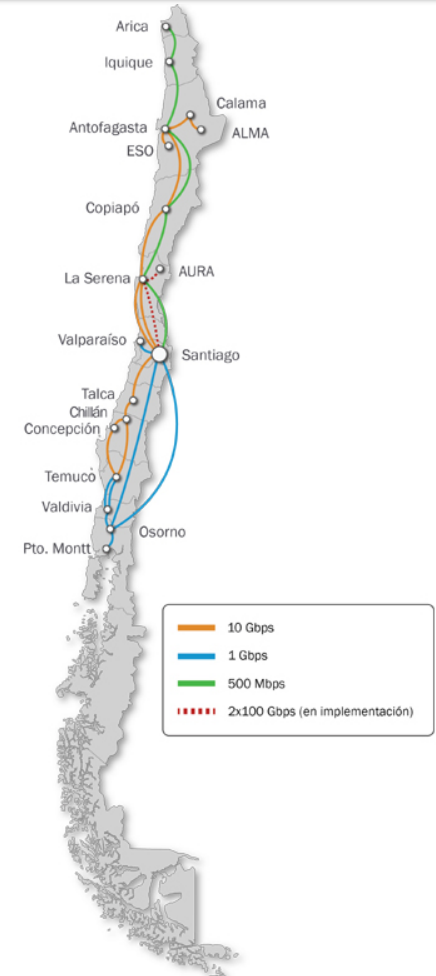 Arica
Iquique
Calama
Antofagasta
ALMA
ESO
Copiapó
AURA
La Serena
Valparaíso
Santiago
Talca
Chillán
Concepción
Temuco
Valdivia
Osorno
Pto. Montt
10 Gbps
1 Gbps
500 Mbps
2x100 Gbps (en implementación)